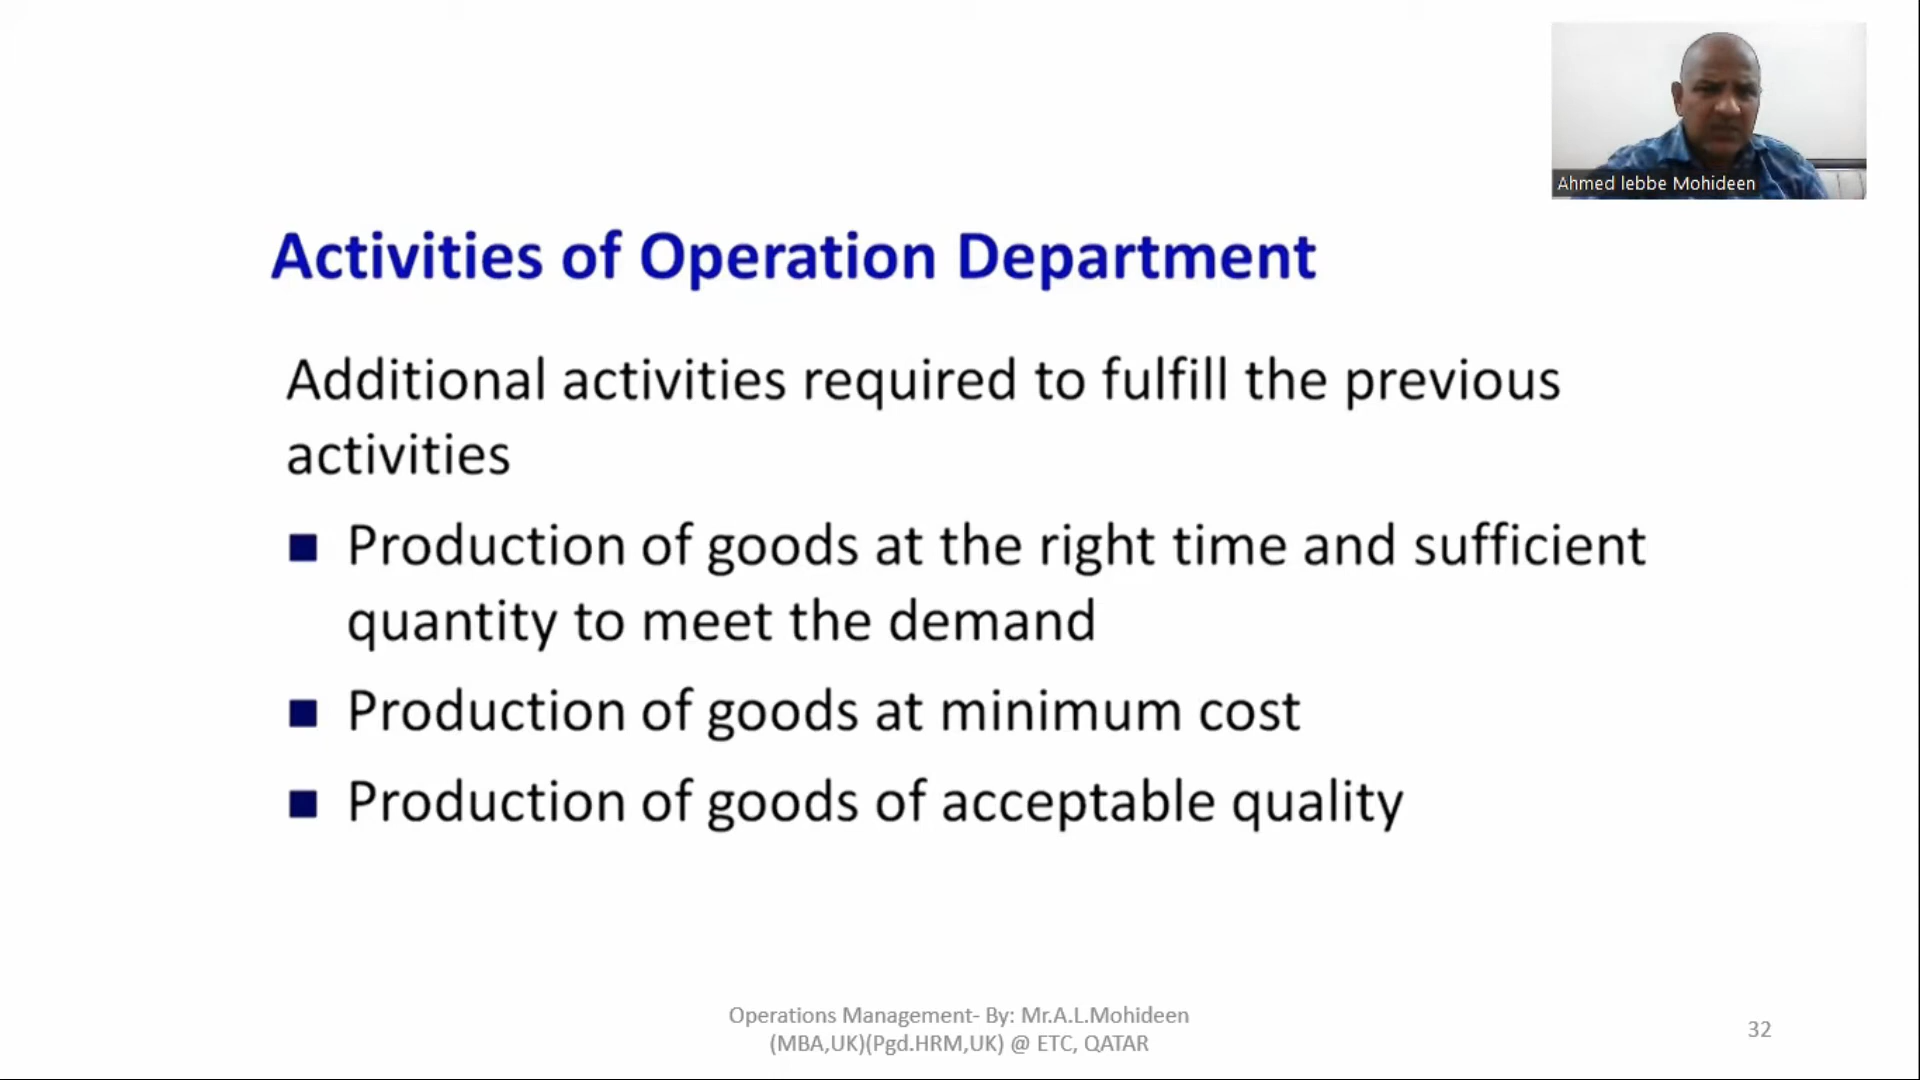 Ahmed lebbe Mohideen
Activities of Operation Department
Additional activities required to fulfill the previous
activities
Production of goods at the right time and sufficient
quantity to meet the demand
Production of goods at minimum cost
Production of goods of acceptable quality
Operations Management- By: Mr.A.L.Mohideen
(MBA,UK)(Pgd.HRM,UK) @ ETC, QATAR
32